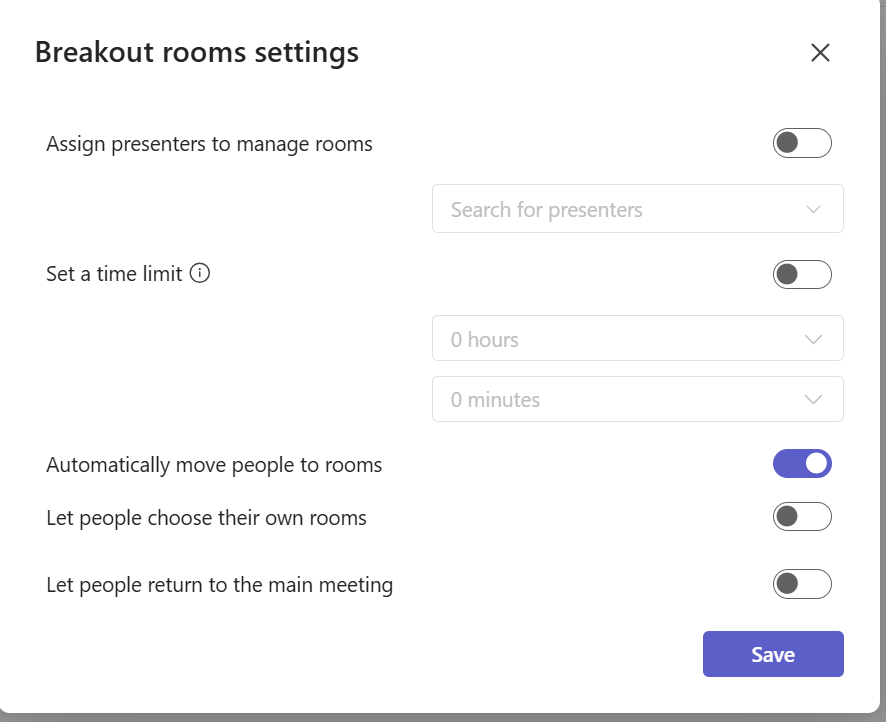 Breakout rooms settings
Assign presenters to manage rooms
Search for presenters
Set a time limit
0 hours
0 minutes
Automatically move people to rooms
Let people choose their own rooms
Let people return to the main meeting
Save